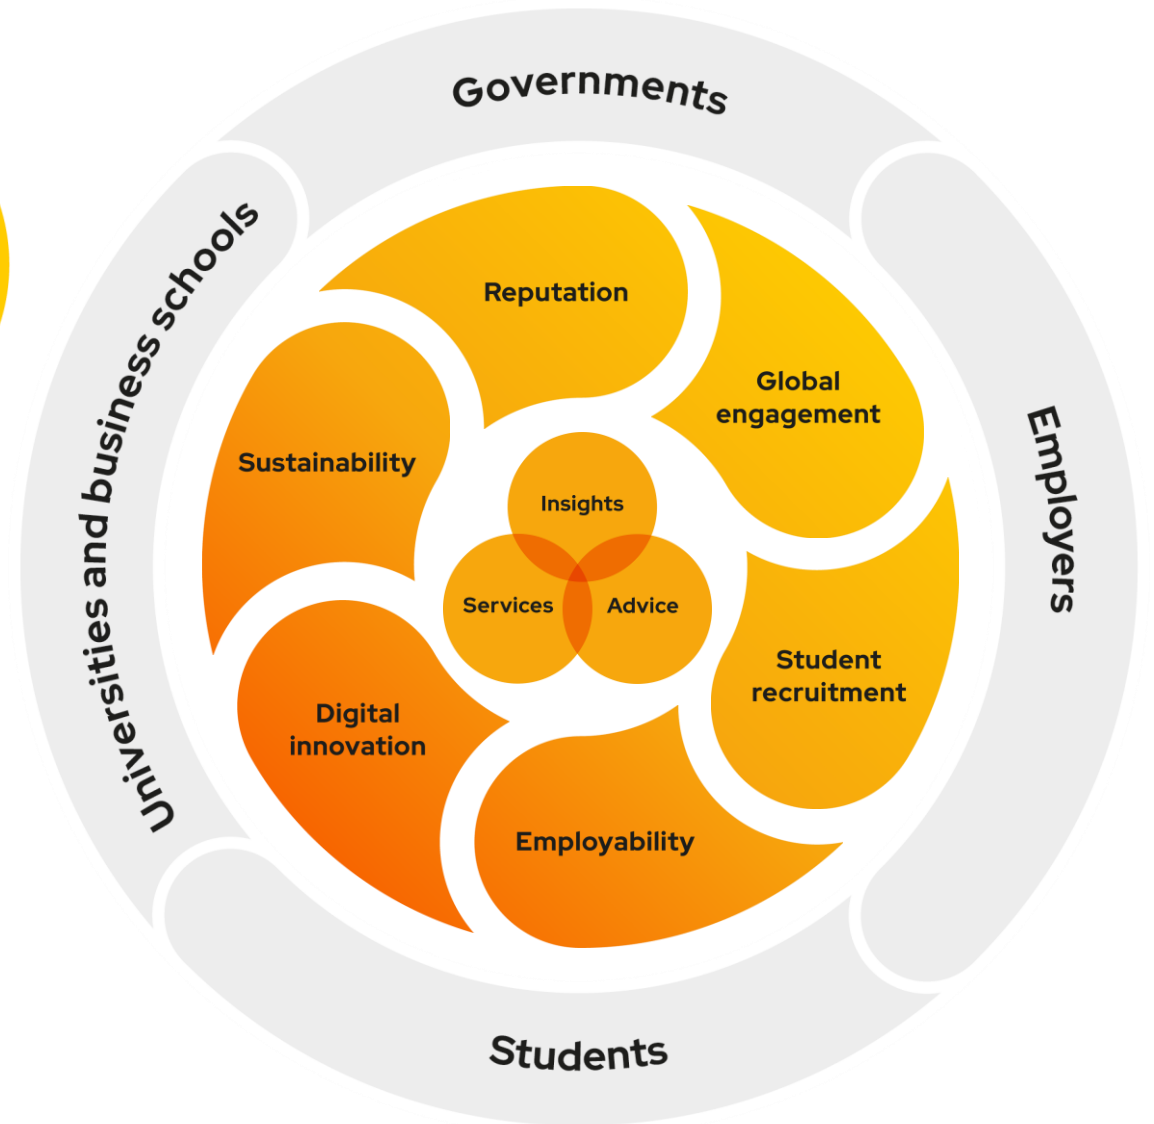 Governments
Universities and business schools
Employers
Students
Reputation
Global
engagement
Sustainability
Student
recruitment
Digital
innovation
Employability
Insights
Services
Advice